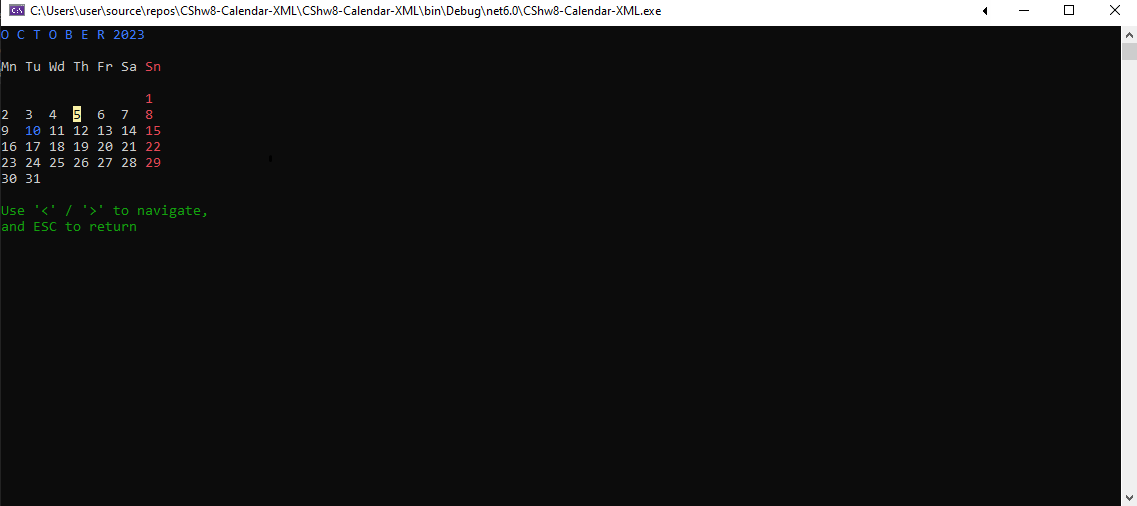 C:\Users\user\source\repos\CShw8-Calendar-XML\CShw8-Calendar-XML\bin\Debug\net6.0\CShw8-Calendar-XML.exe
O C T O B E R 2023
Mn Tu Wd Th Fr Sa Sn
1
2 3 4 5 6 7 8
9 10 11 12 13 14 15
16 17 18 19 20 21 22
23 24 25 26 27 28 29
30 31
Use '<' / '>' to navigate,
and ESC to return